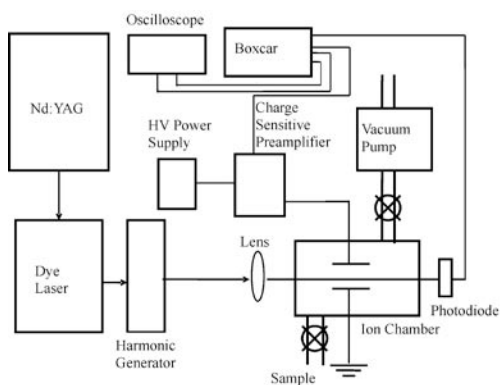 Oscilloscope
Boxcar
Nd:YAG
HV Power
Supply
Charge
Sensitive
Preamplifier
Vacuum
Pump
Dye
Laser
Lens
Harmonic
Generator
Photodiode
Ion Chamber
Sample